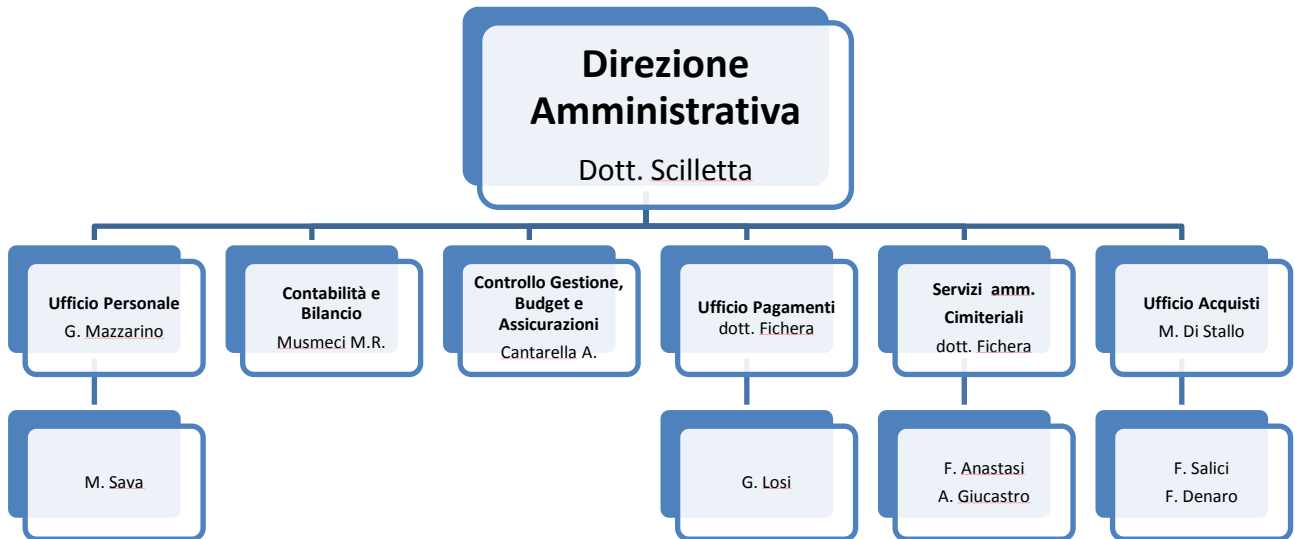 Direzione
Amministrativa
Dott. Scilletta
Ufficio Personale
G. Mazzarino
Contabilità e
Bilancio
Musmeci M.R.
Controllo Gestione,
Budget e
Assicurazioni
Cantarella A.
Ufficio Pagamenti
dott. Fichera
Servizi amm.
Cimiteriali
dott. Fichera
Ufficio Acquisti
M. Di Stallo
M. Sava
G. Losi
F. Anastasi
A. Giucastro
F. Salici
F. Denaro